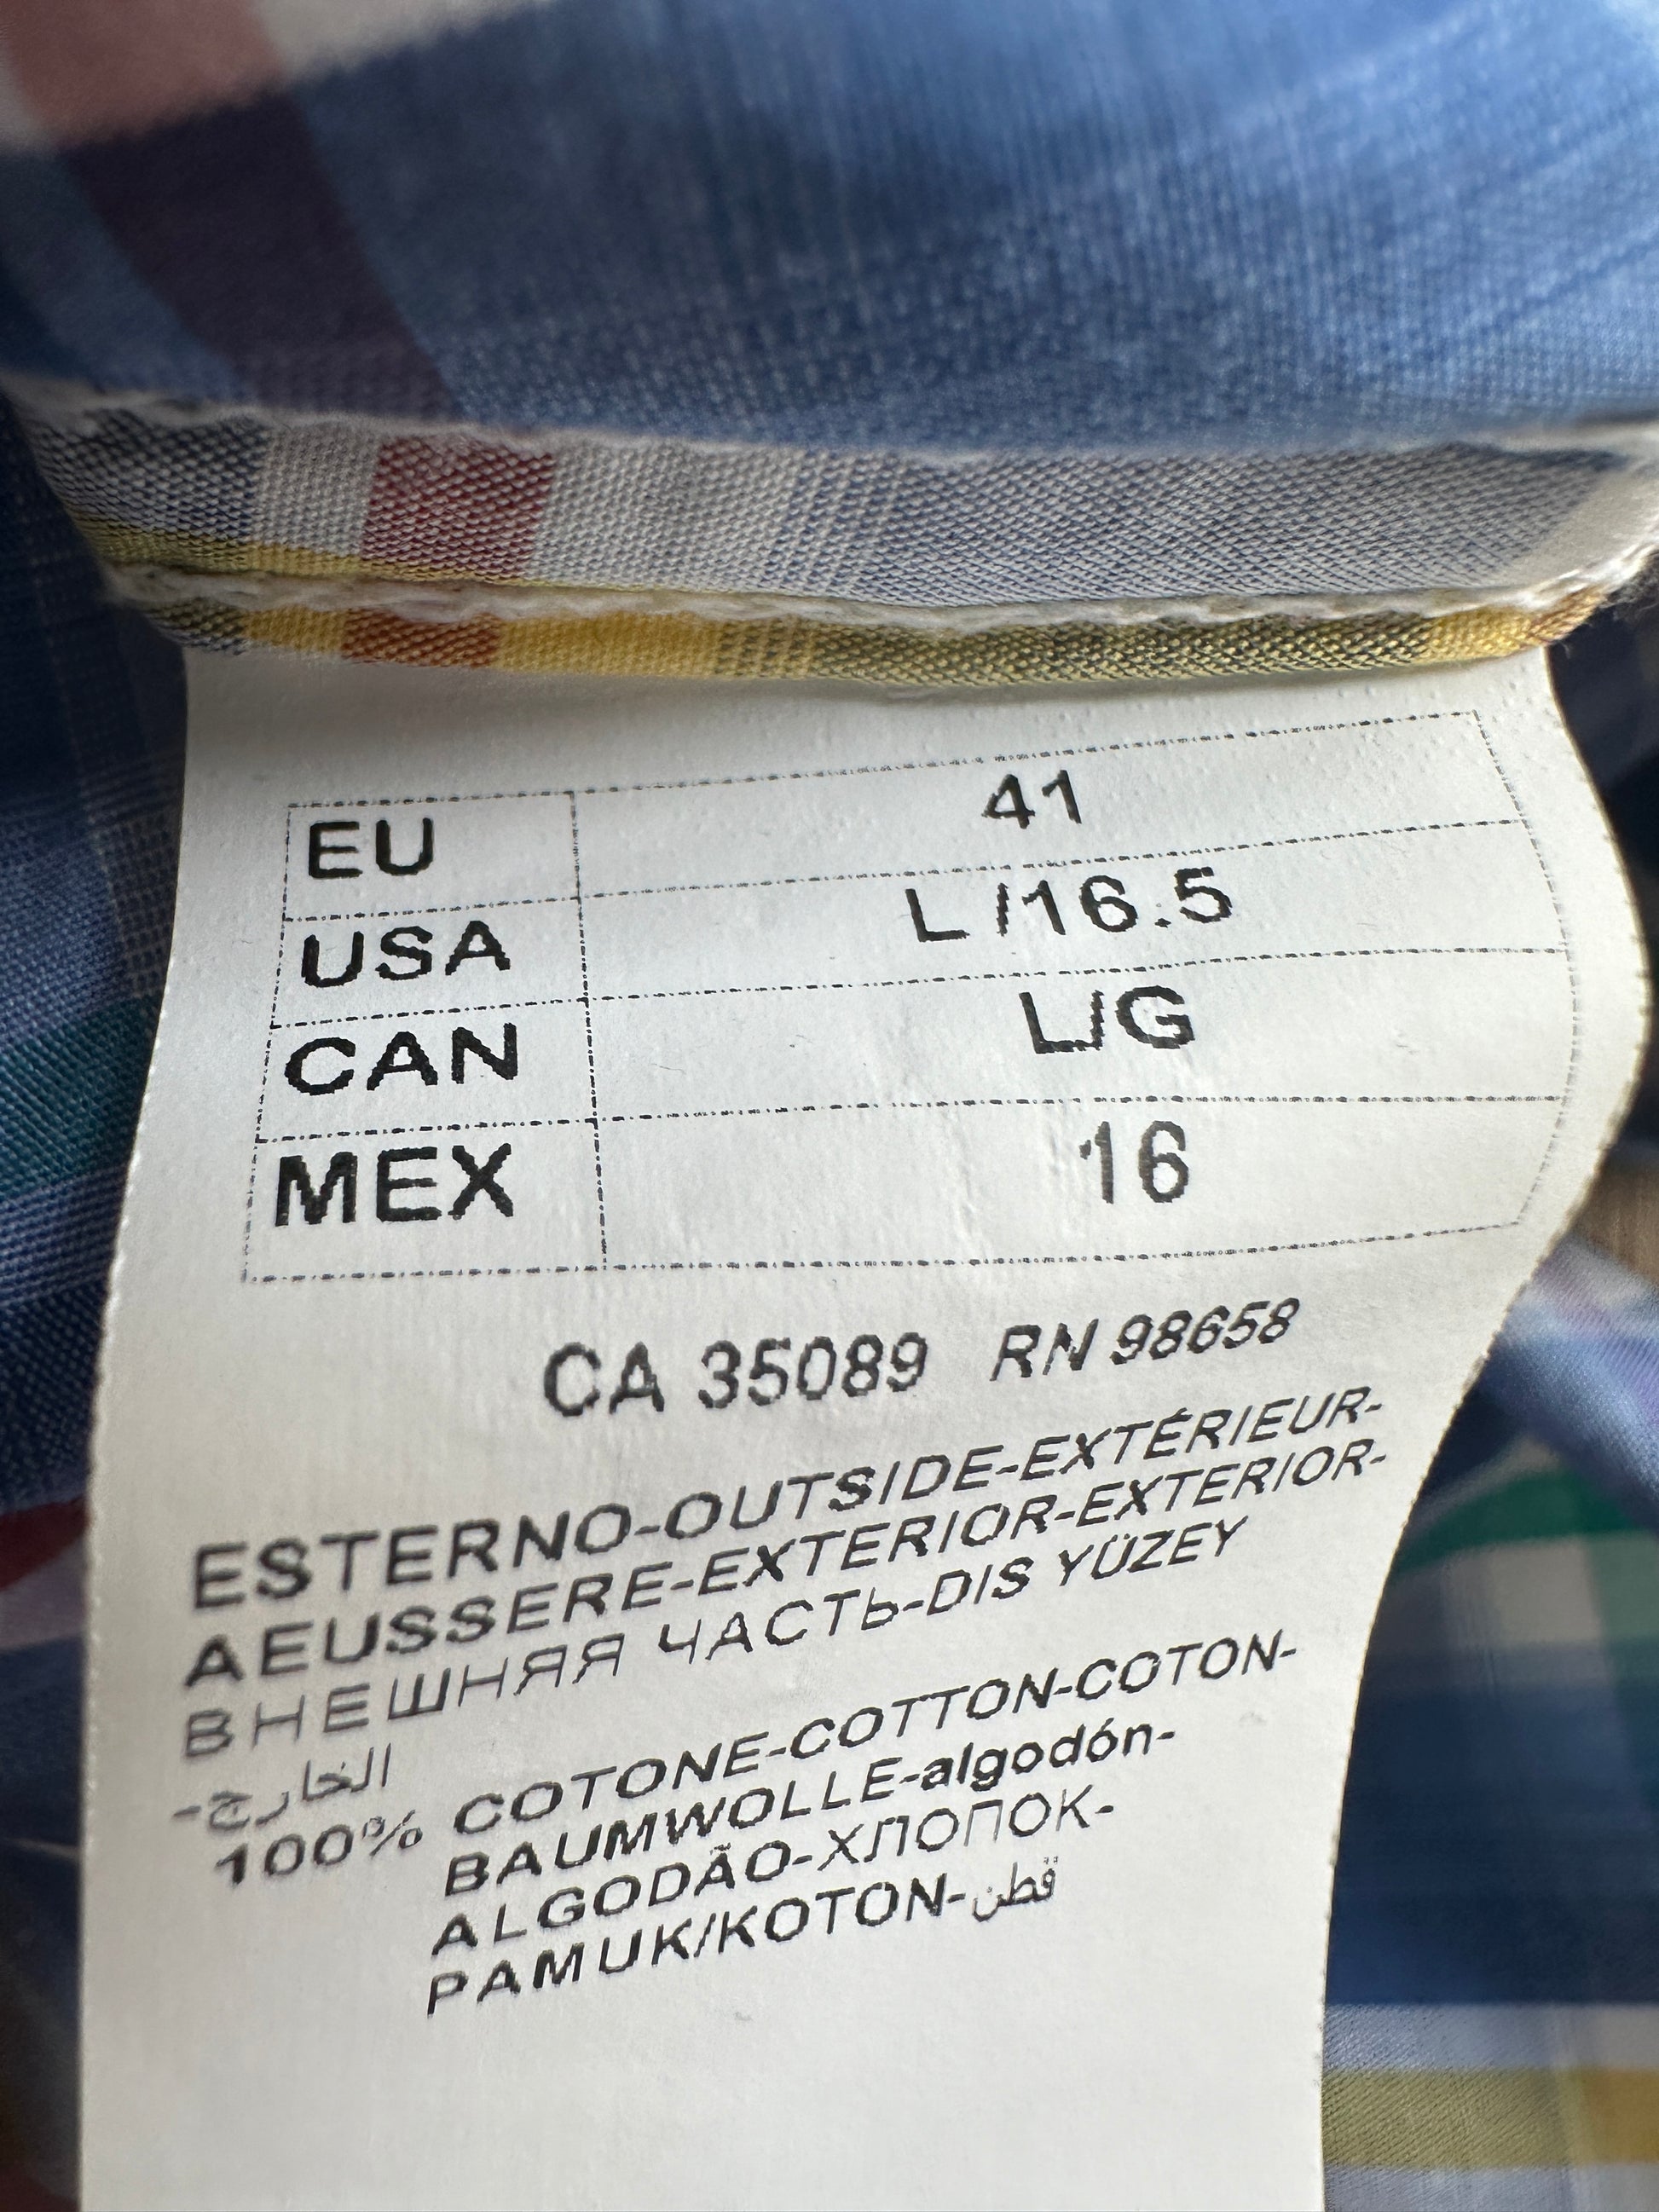 EU 41
USA L/16.5
CAN L/G
MEX 16
CA 35089 RN 98658
ESTERNO-OUTSIDE-EXTÉRIEUR-
AEUSSERE-EXTERIOR-EXTERIOR-
ВНЕШНЯЯ ЧАСТЬ-DIS YÜZEY
-الخارج
100% COTONE-COTTON-COTON-
BAUMWOLLE-algodón-
ALGODÃO-ХЛОПОК-
PAMUK/KOTON-قطن